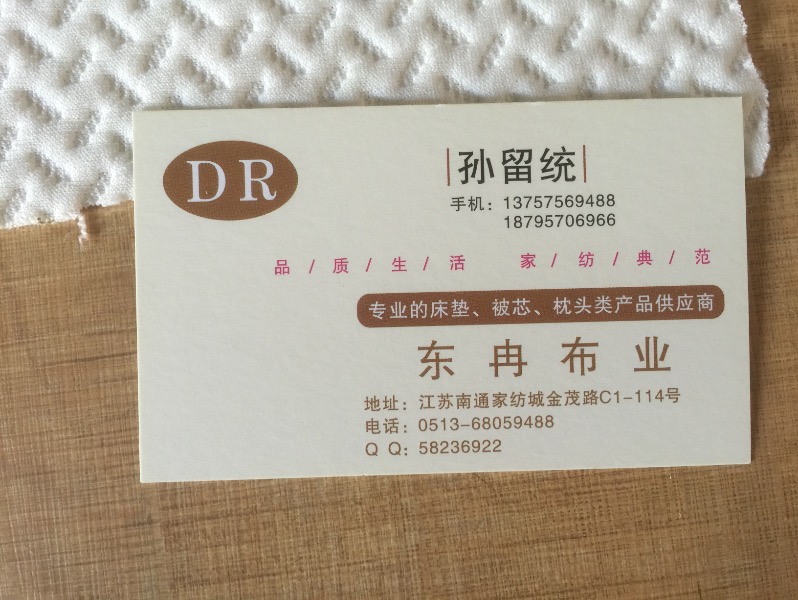 DR
孙留统
手机：13757569488
18795706966
品/质/生/活 家/纺/典/范
专业的床垫、被芯、枕头类产品供应商
东冉布业
地址：江苏南通家纺城金茂路C1-114号
电话：0513-68059488
QQ：58236922